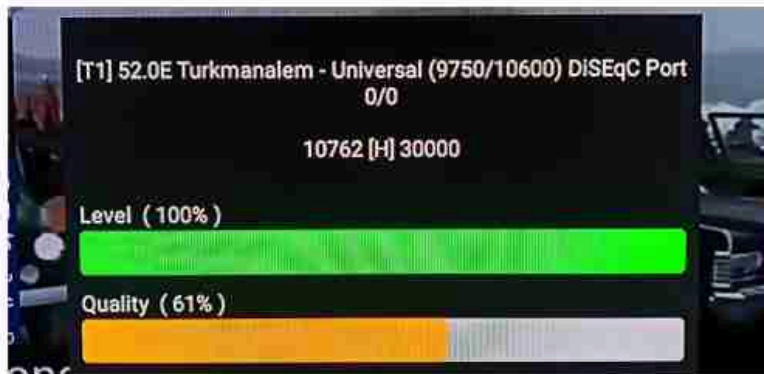 [T1] 52.0E Turkmanalem - Universal (9750/10600) DiSEqC Port
0/0
10762 [H] 30000
Level ( 100% )
Quality ( 61% )